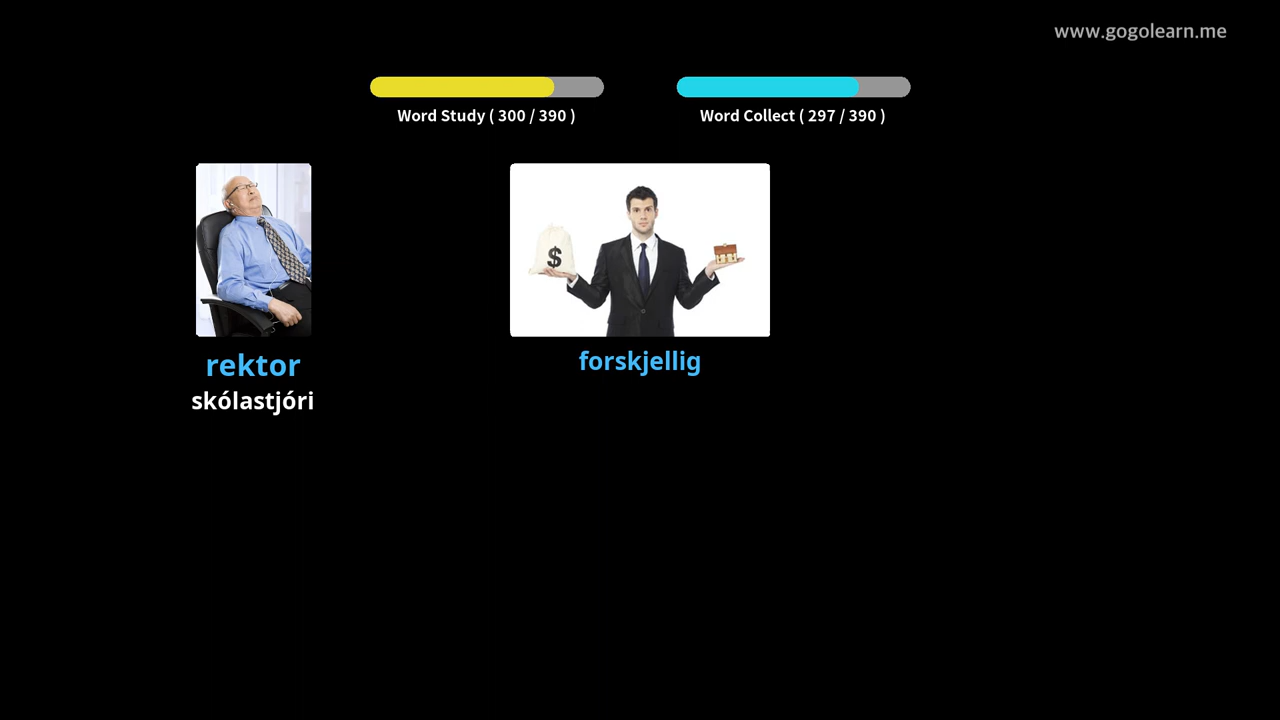 www.gogolearn.me
Word Study ( 300 / 390 )
Word Collect ( 297 / 390 )
$
rektor
skólastjóri
forskjellig